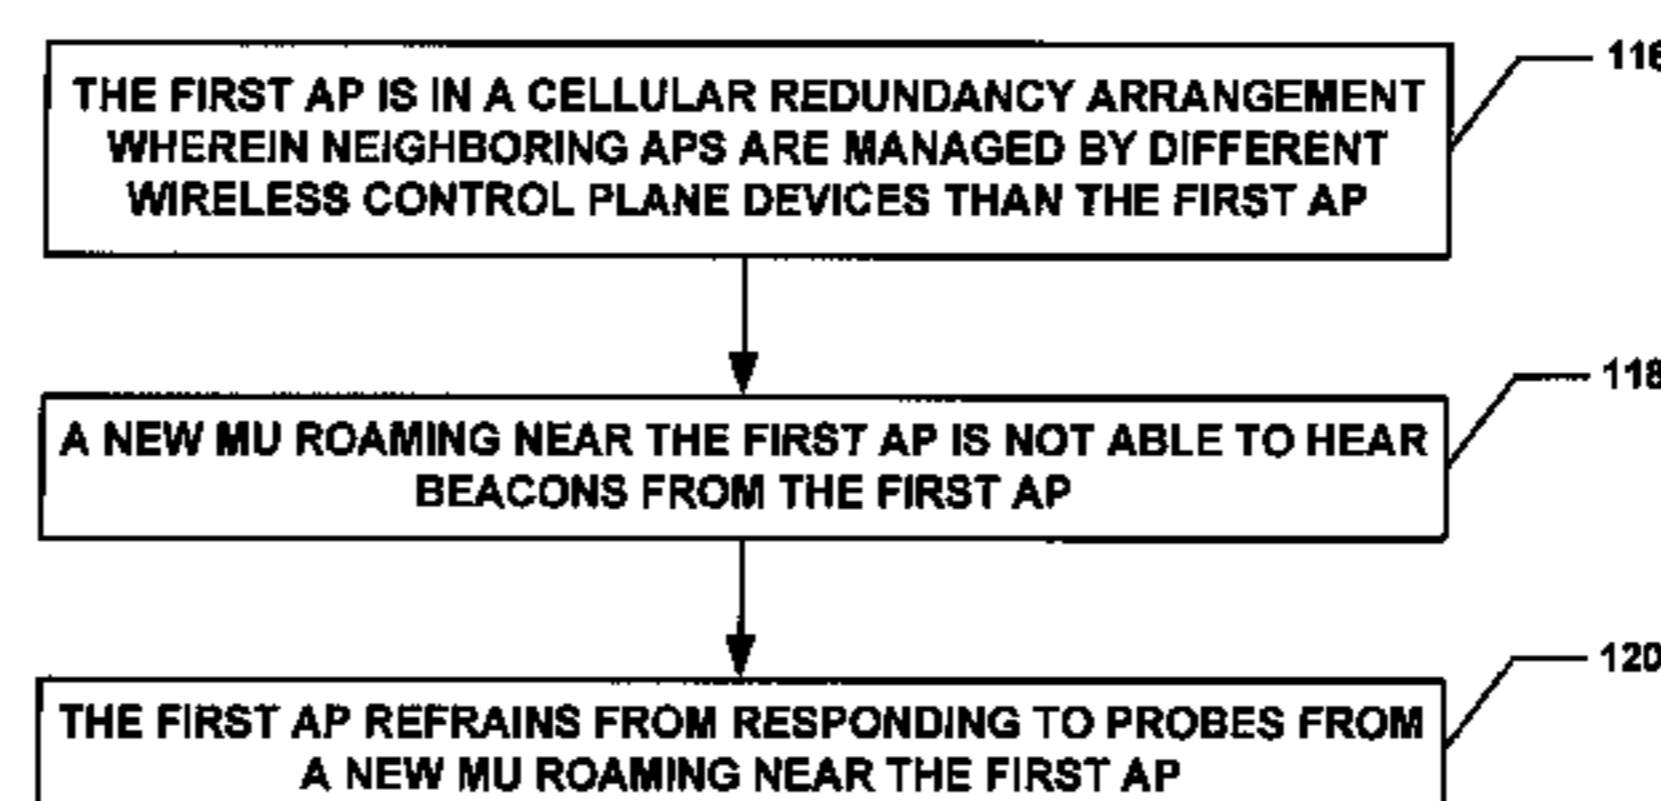 THE FIRST AP IS IN A CELLULAR REDUNDANCY ARRANGEMENT
WHEREIN NEIGHBORING APS ARE MANAGED BY DIFFERENT
WIRELESS CONTROL PLANE DEVICES THAN THE FIRST AP
116
A NEW MU ROAMING NEAR THE FIRST AP IS NOT ABLE TO HEAR
BEACONS FROM THE FIRST AP
118
THE FIRST AP REFRAINS FROM RESPONDING TO PROBES FROM
A NEW MU ROAMING NEAR THE FIRST AP
120